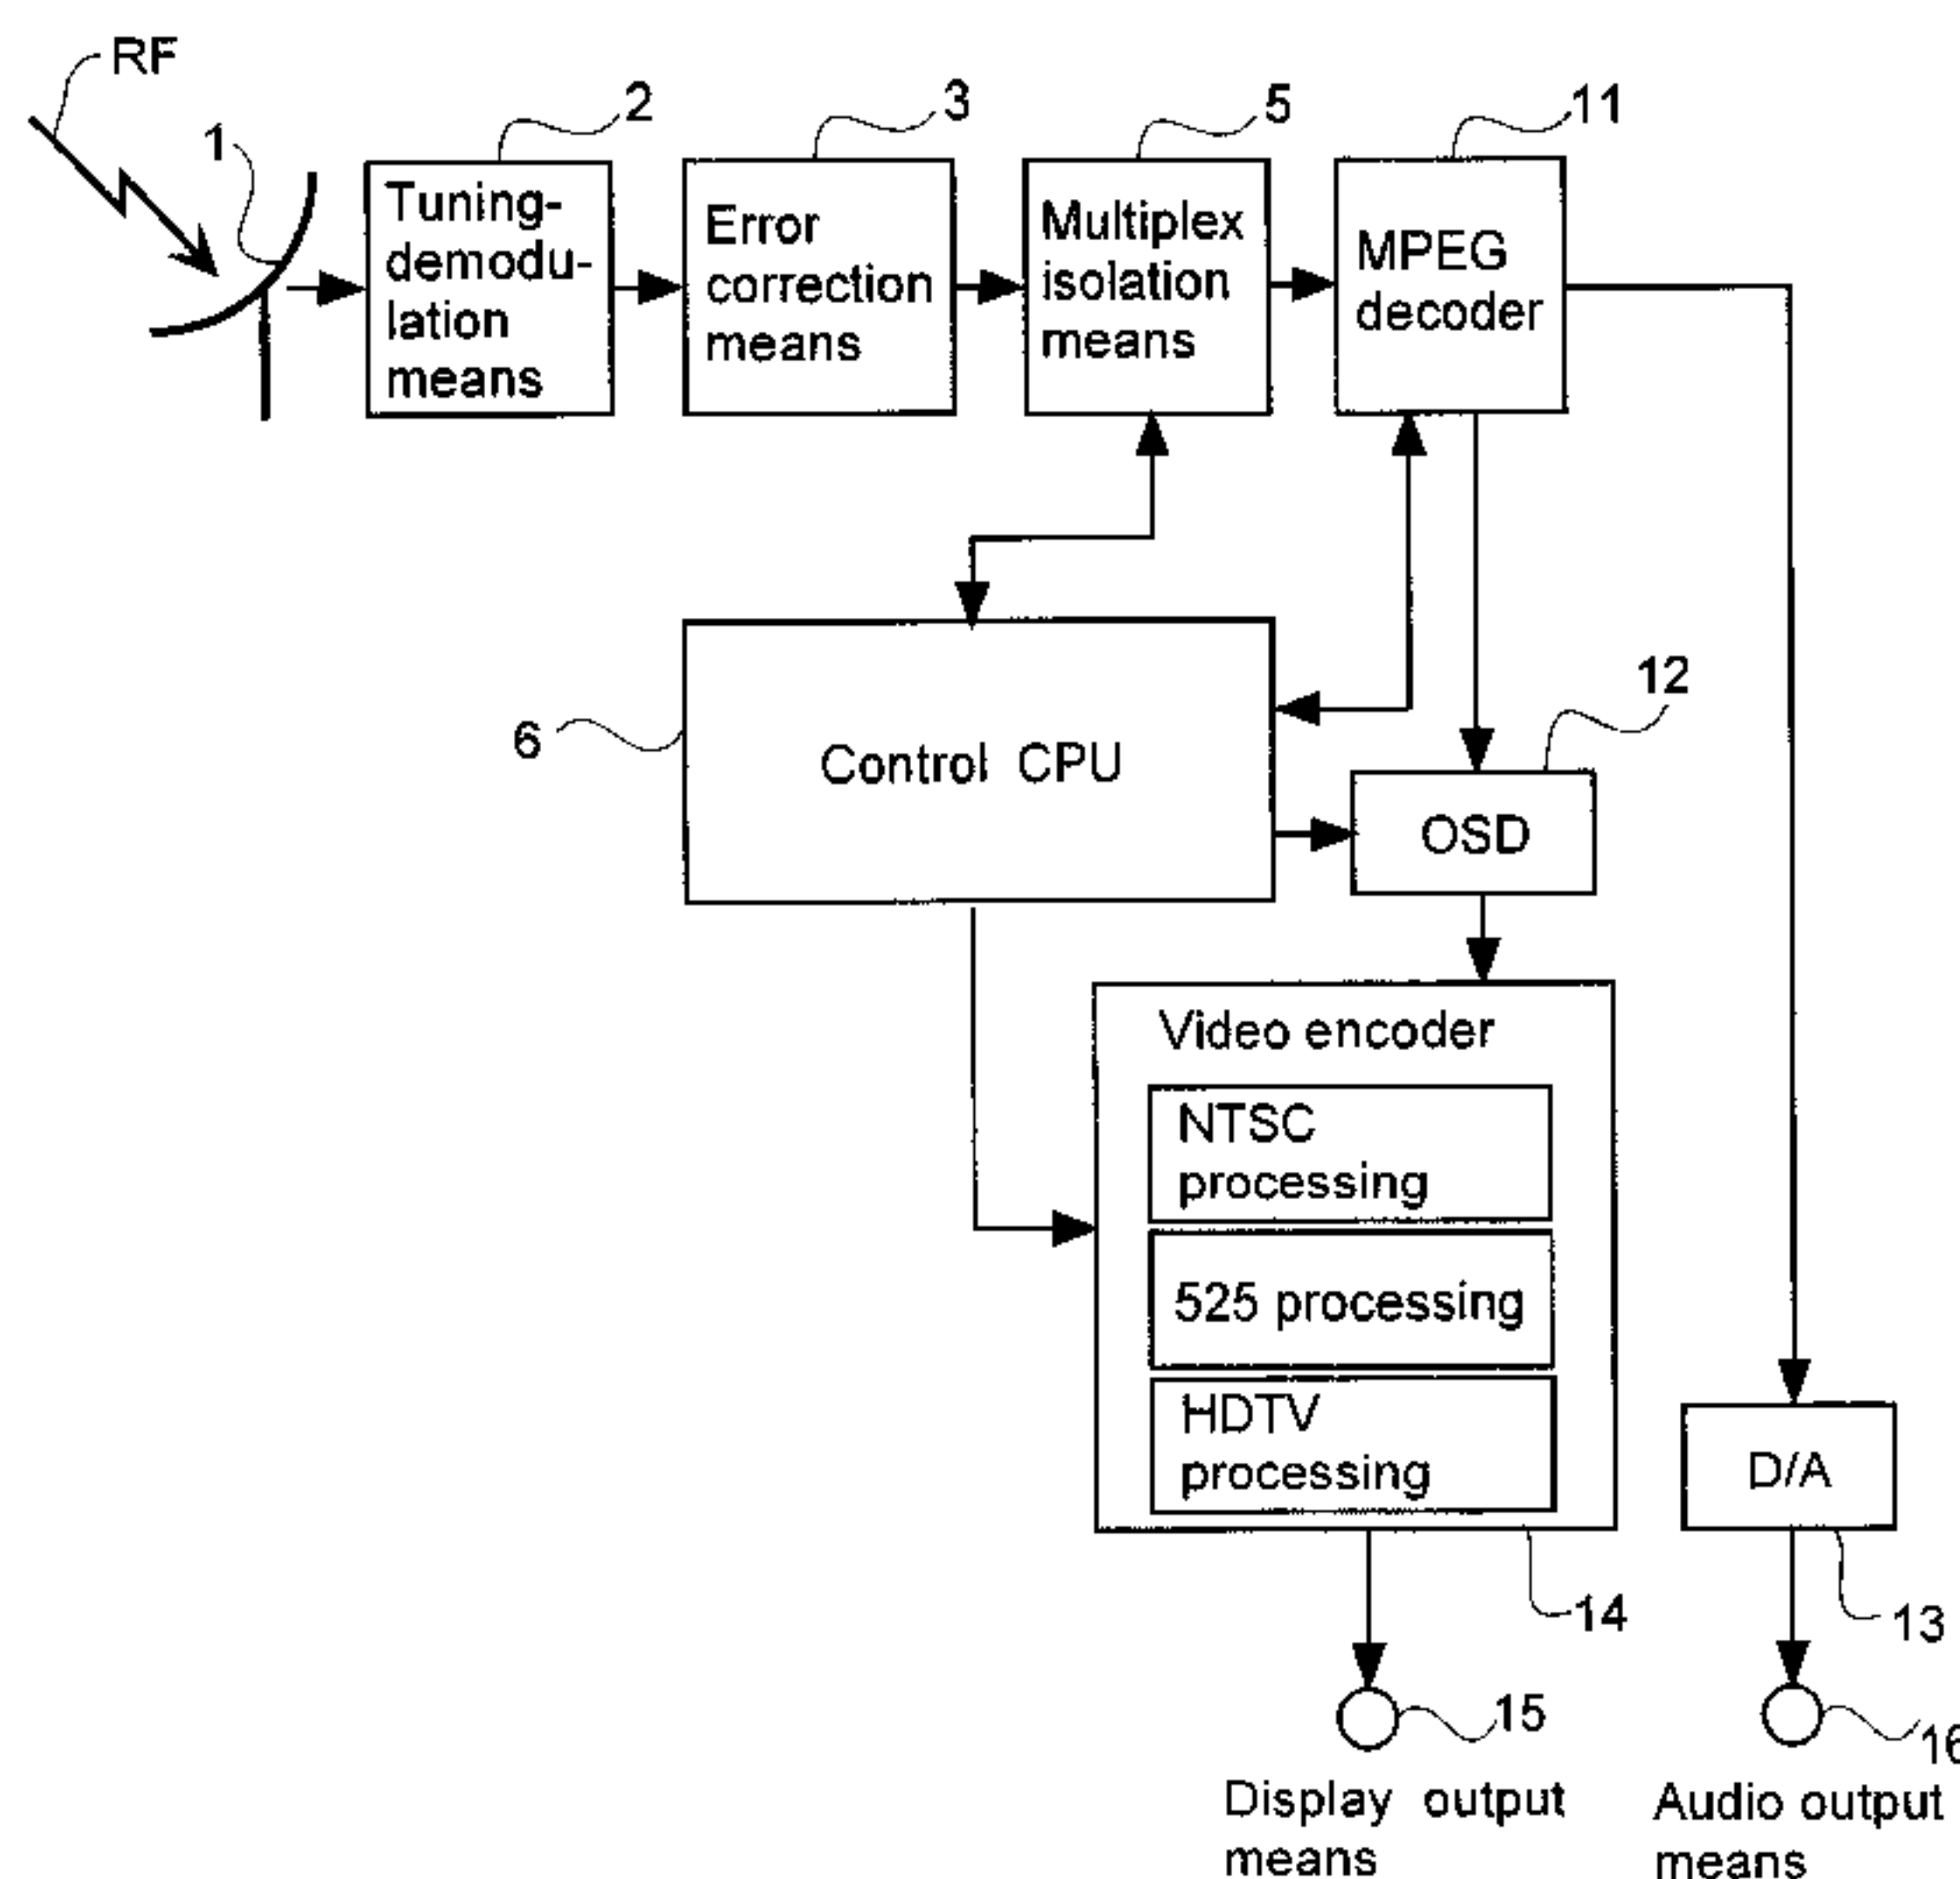 RF
1
2
3
5
11
Tuning-
demodu-
lation
means
Error
correction
means
Multiplex
isolation
means
MPEG
decoder
6
Control CPU
12
OSD
Video encoder
NTSC
processing
525 processing
HDTV
processing
D/A
14
13
15
16
Display output
means
Audio output
means